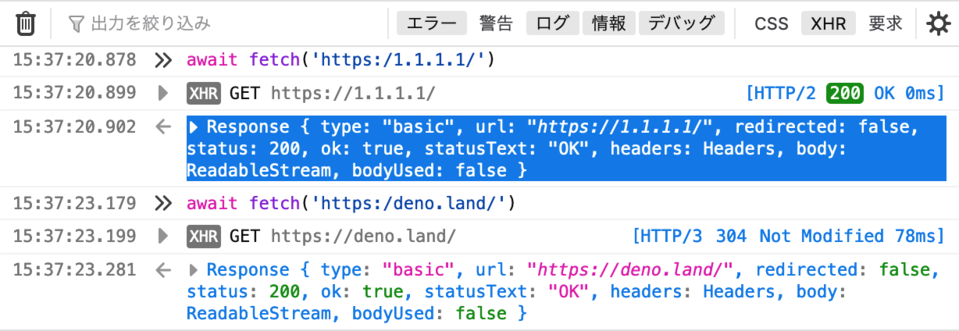 出力を絞り込み エラー 警告 ログ 情報 デバッグ CSS XHR 要求
15:37:20.878 await fetch('https:/1.1.1.1/')
15:37:20.899 XHR GET https://1.1.1.1/ [HTTP/2 200 OK 0ms]
15:37:20.902 Response { type: "basic", url: "https://1.1.1.1/", redirected: false,
status: 200, ok: true, statusText: "OK", headers: Headers, body:
ReadableStream, bodyUsed: false }
15:37:23.179 await fetch('https:/deno.land/')
15:37:23.199 XHR GET https://deno.land/ [HTTP/3 304 Not Modified 78ms]
15:37:23.281 Response { type: "basic", url: "https://deno.land/", redirected: false,
status: 200, ok: true, statusText: "OK", headers: Headers, body:
ReadableStream, bodyUsed: false }